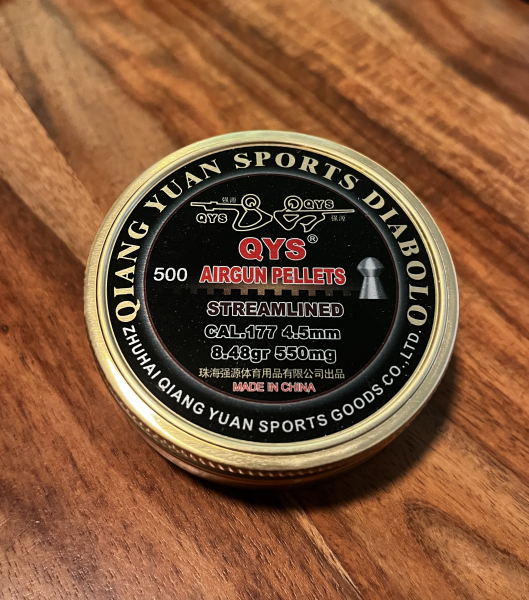 QIANG YUAN SPORTS DIABOLO
强源
QYS
QYS
强源
QYS®
500
AIRGUN PELLETS
STREAMLINED
CAL.177 4.5mm
8.48gr 550mg
珠海强源体育用品有限公司出品
MADE IN CHINA
ZHUHAI QIANG YUAN SPORTS GOODS CO.,LTD.